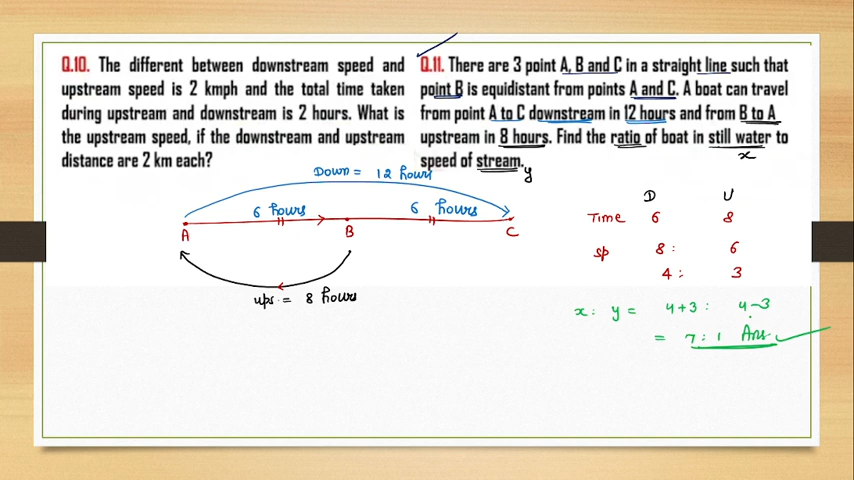 Q.10. The different between downstream speed and
upstream speed is 2 kmph and the total time taken
during upstream and downstream is 2 hours. What is
the upstream speed, if the downstream and upstream
distance are 2 km each?
Q.11. There are 3 point A, B and C in a straight line such that
point B is equidistant from points A and C. A boat can travel
from point A to C downstream in 12 hours and from B to A
upstream in 8 hours. Find the ratio of boat in still water to
speed of stream.
x
y
Down = 12 hours
6 hours
6 hours
A
B
C
ups. = 8 hours
D U
Time 6 8
sp 8 : 6
4 : 3
x : y = 4+3 : 4-3
= 7 : 1 Ans